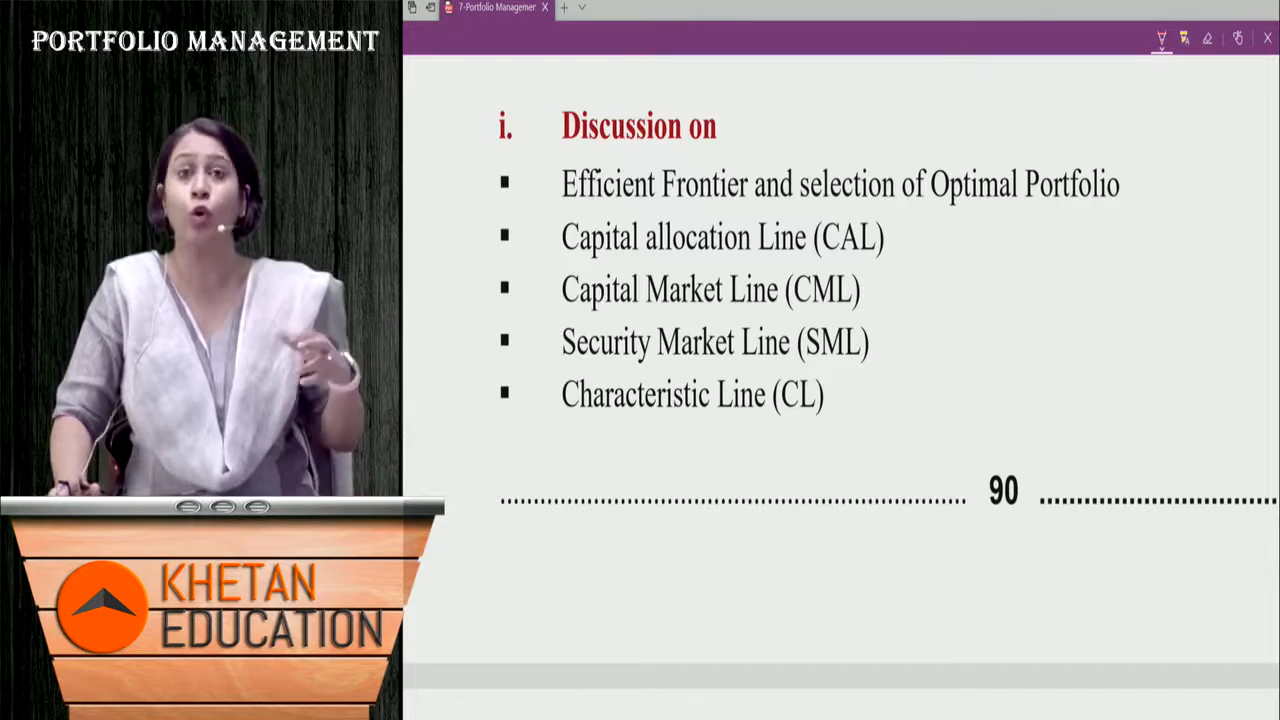 PORTFOLIO MANAGEMENT
7-Portfolio Managemer
i. Discussion on
▪ Efficient Frontier and selection of Optimal Portfolio
▪ Capital allocation Line (CAL)
▪ Capital Market Line (CML)
▪ Security Market Line (SML)
▪ Characteristic Line (CL)
90
KHETAN
EDUCATION